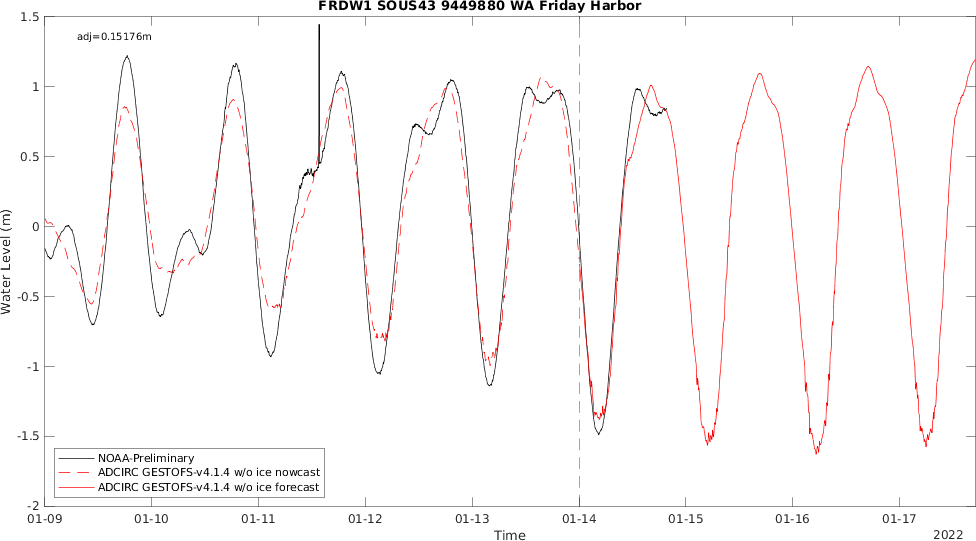 FRDW1 SOUS43 9449880 WA Friday Harbor
adj=0.15176m
1.5
1
0.5
0
-0.5
-1
-1.5
-2
Water Level (m)
NOAA-Preliminary
ADCIRC GESTOFS-v4.1.4 w/o ice nowcast
ADCIRC GESTOFS-v4.1.4 w/o ice forecast
01-09 01-10 01-11 01-12 01-13 01-14 01-15 01-16 01-17
Time
2022